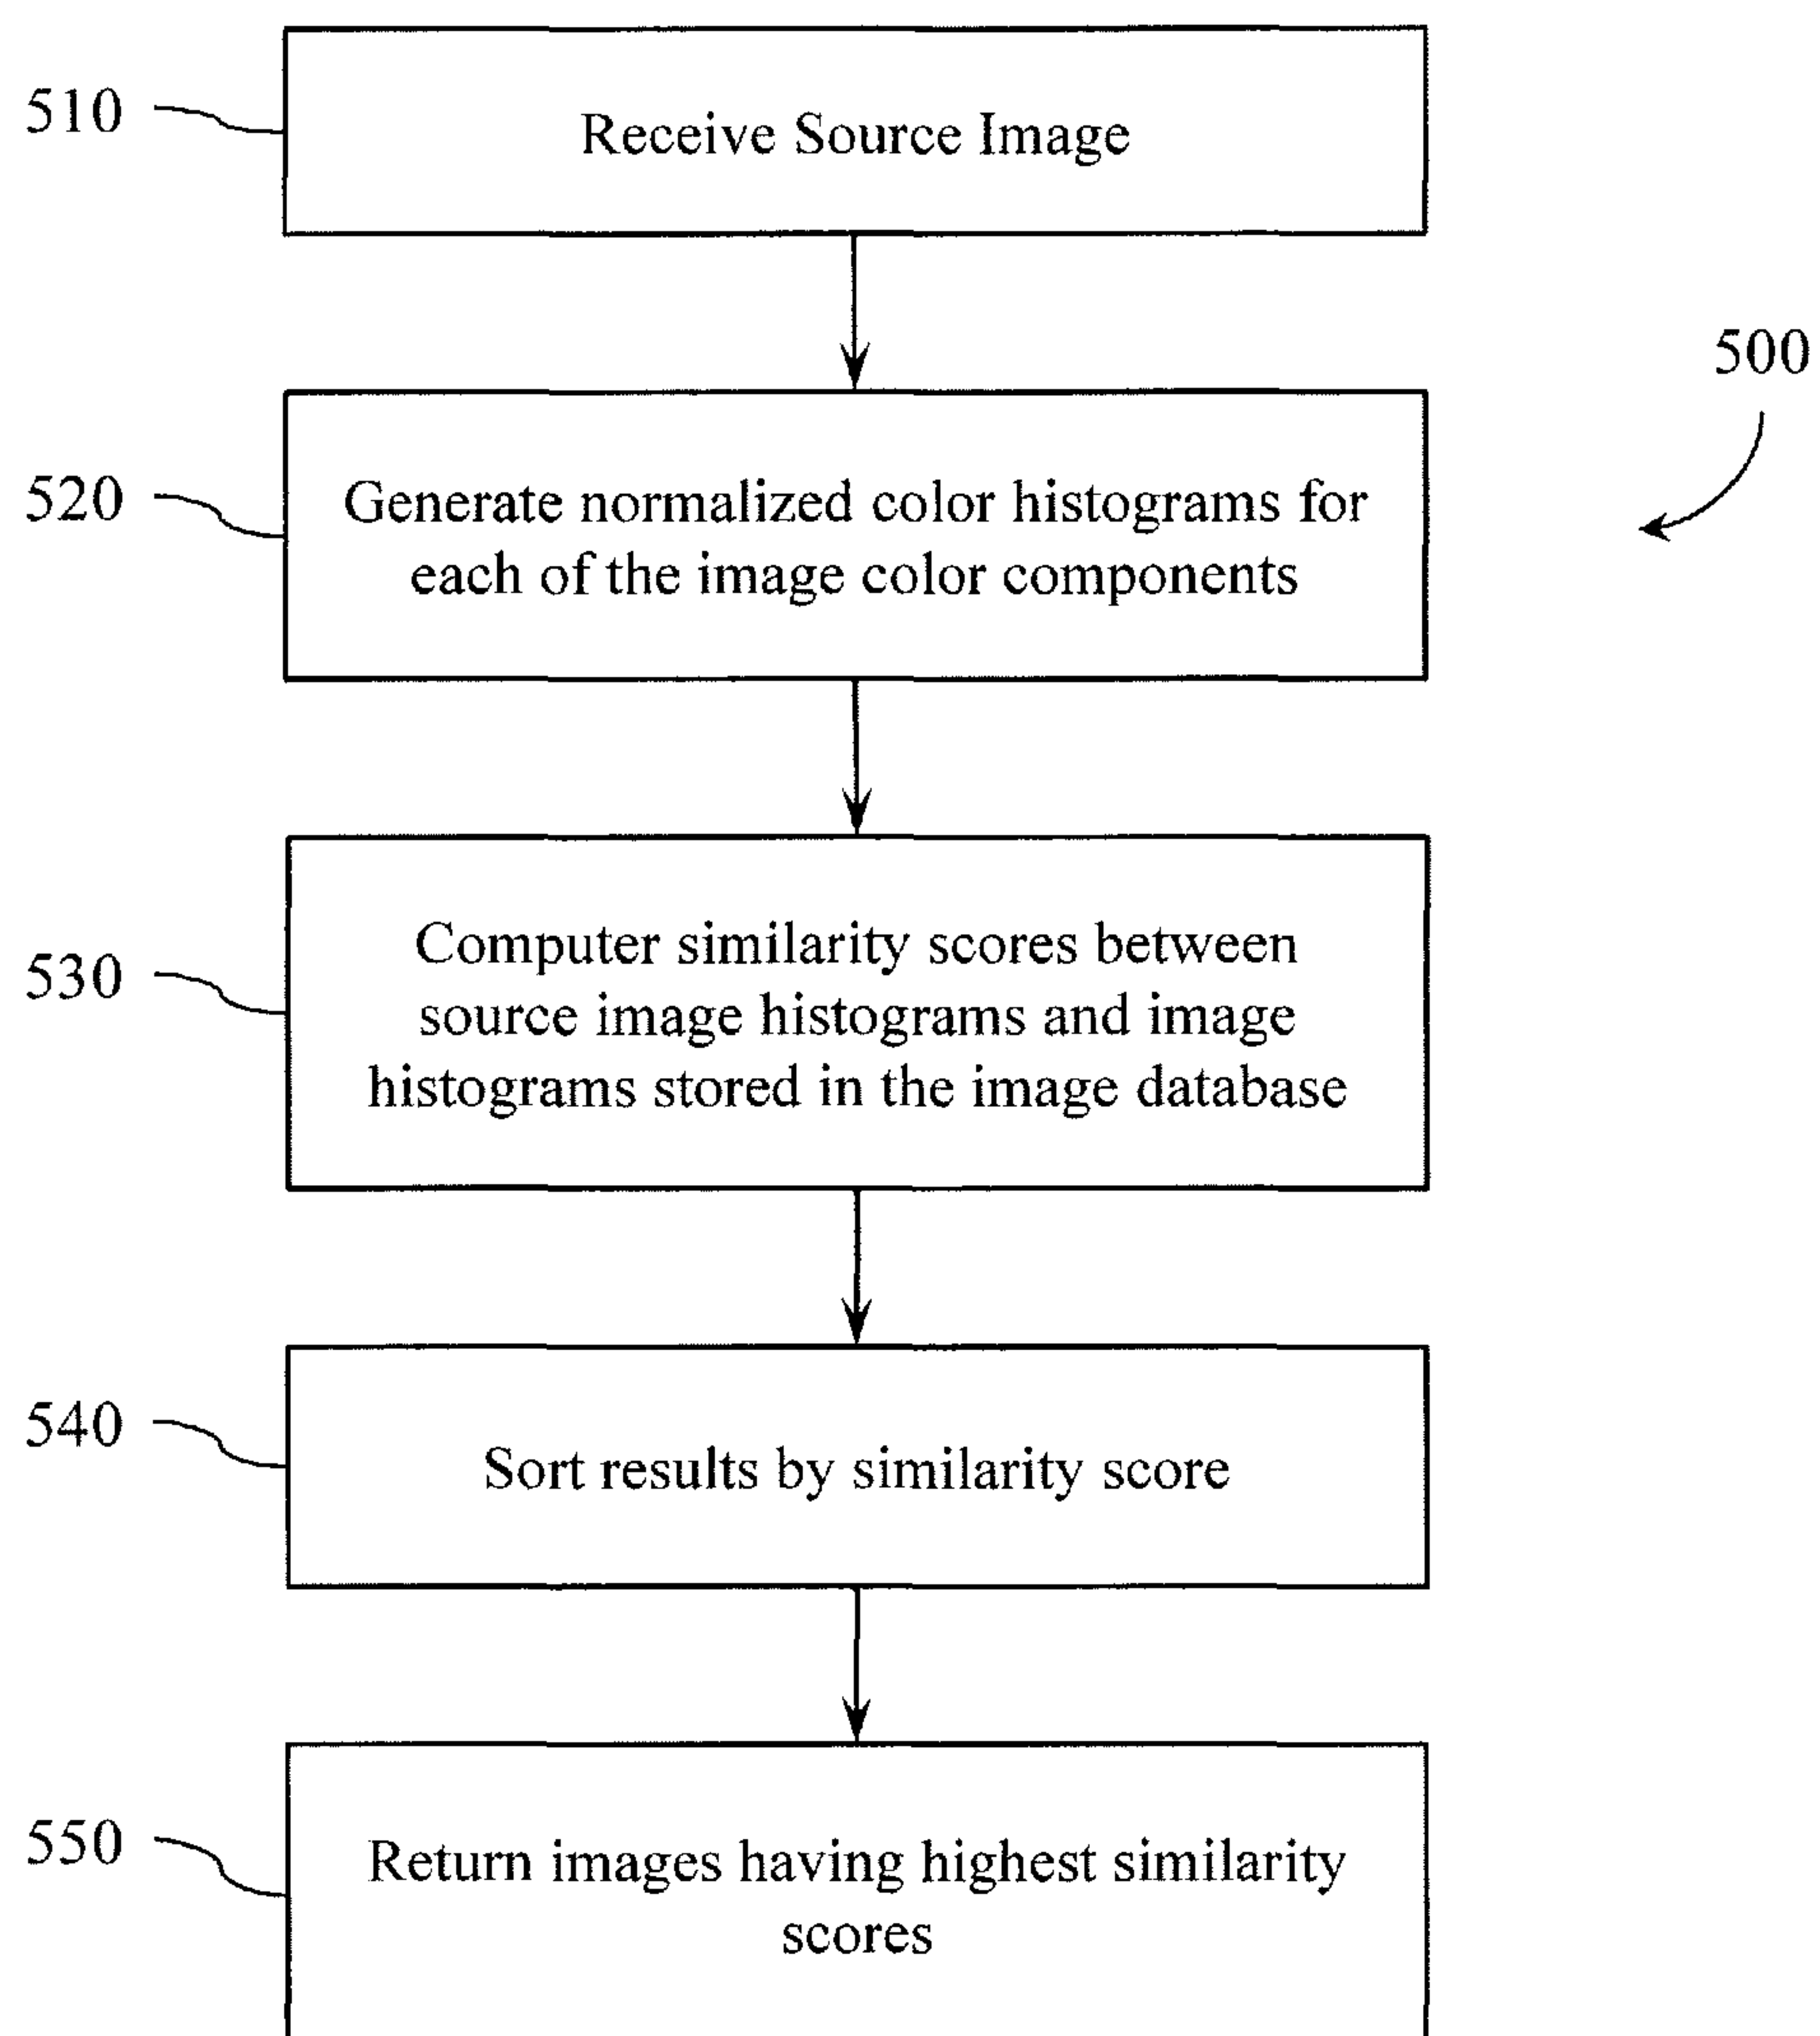 510
Receive Source Image
500
520
Generate normalized color histograms for
each of the image color components
530
Computer similarity scores between
source image histograms and image
histograms stored in the image database
540
Sort results by similarity score
550
Return images having highest similarity
scores